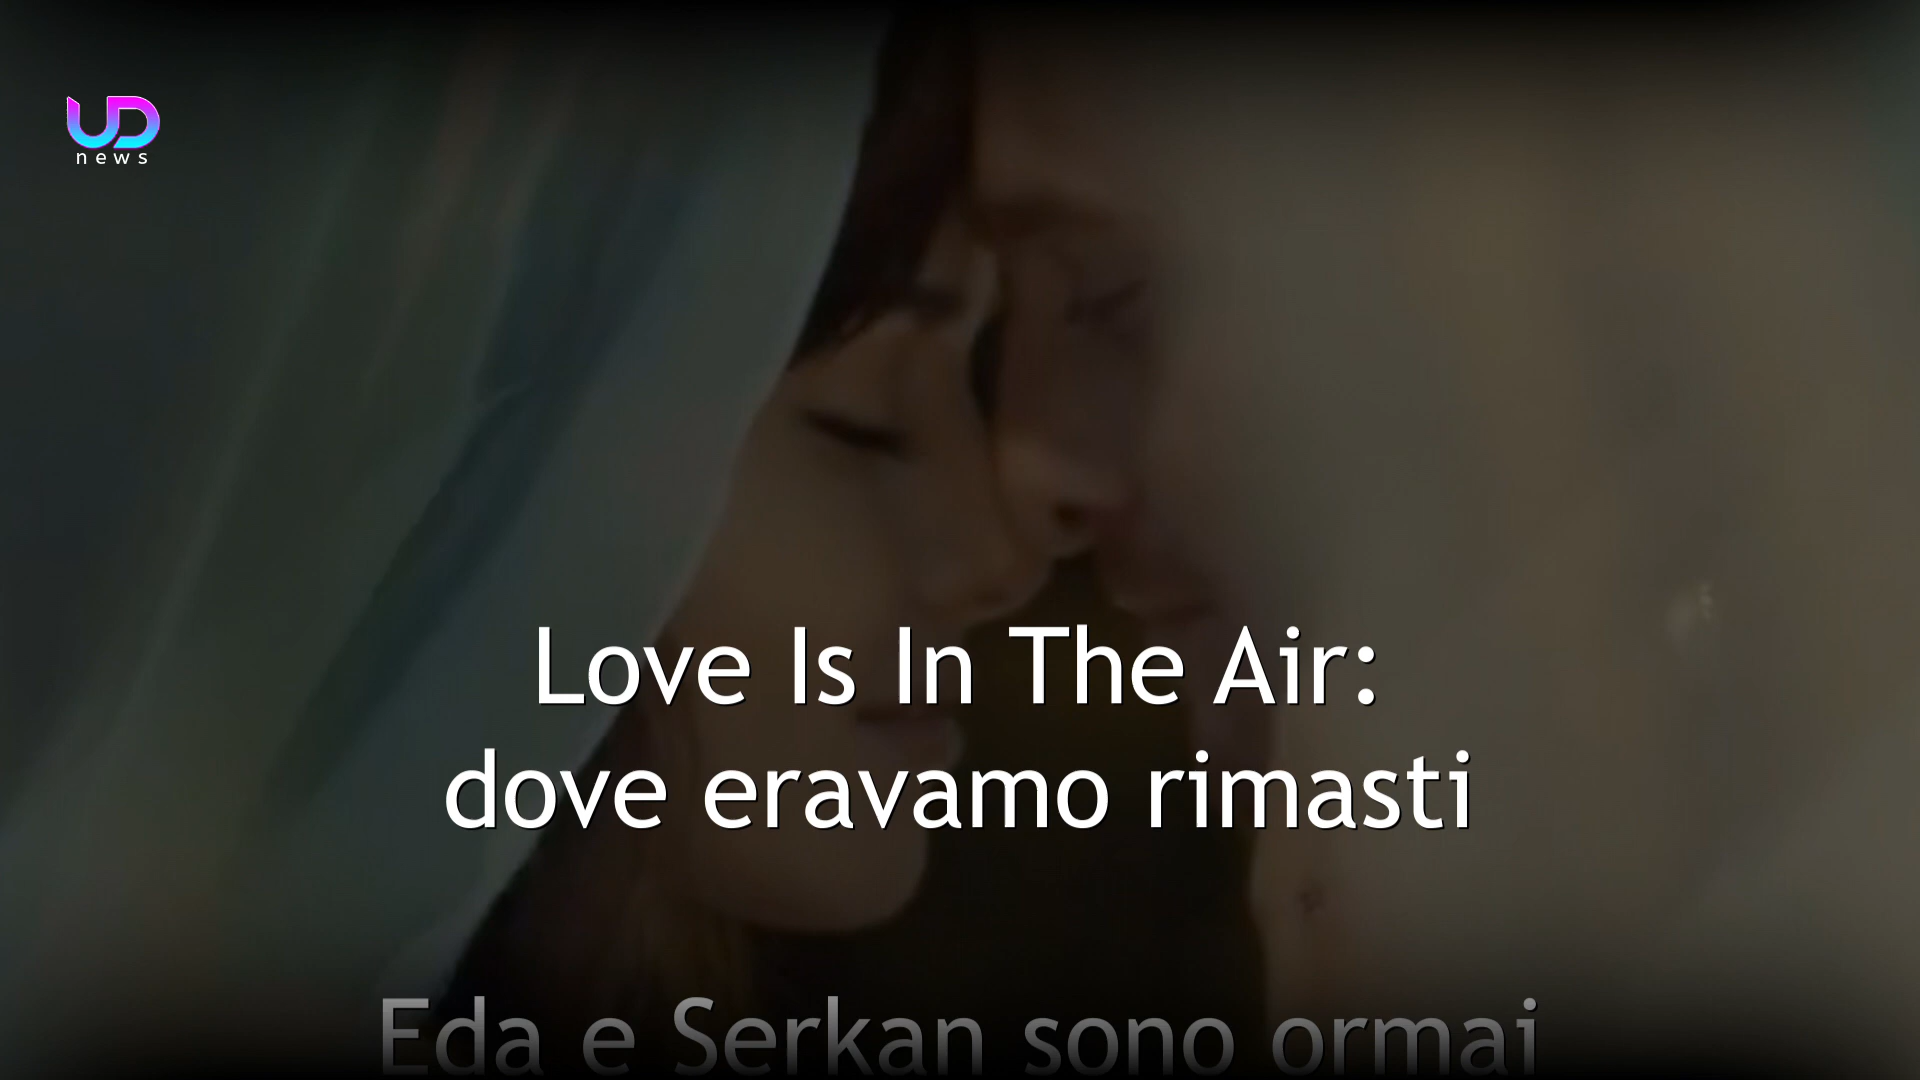 UD
news
Love Is In The Air:
dove eravamo rimasti
Eda e Serkan sono ormai